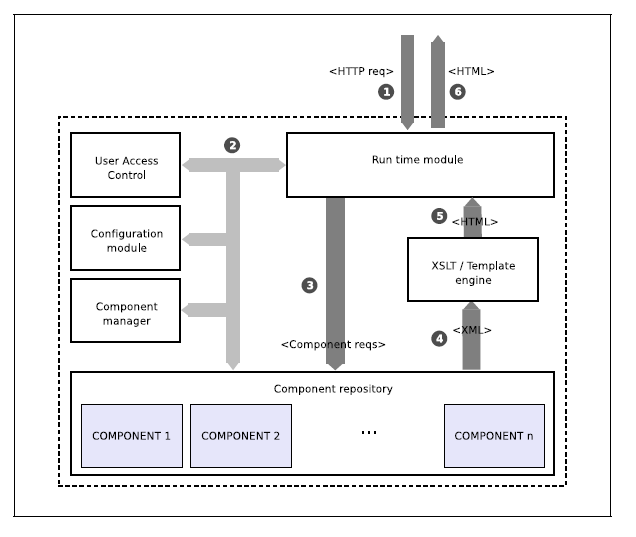 <HTTP req>
<HTML>
1
6
2
User Access
Control
Run time module
5
<HTML>
Configuration
module
XSLT / Template
engine
3
Component
manager
4
<XML>
<Component reqs>
Component repository
COMPONENT 1
COMPONENT 2
...
COMPONENT n